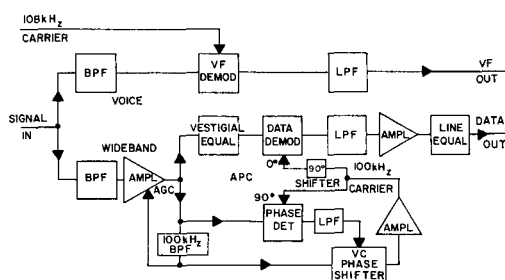 108kHz
CARRIER
BPF
VOICE
VF
DEMOD
LPF
VF
OUT
SIGNAL
IN
WIDEBAND
BPF
AMPL
AGC
VESTIGIAL
EQUAL
DATA
DEMOD
LPF
AMPL
LINE
EQUAL
DATA
OUT
0°
90°
SHIFTER
100kHz
CARRIER
APC
90°
PHASE
DET
LPF
AMPL
100kHz
BPF
VC
PHASE
SHIFTER